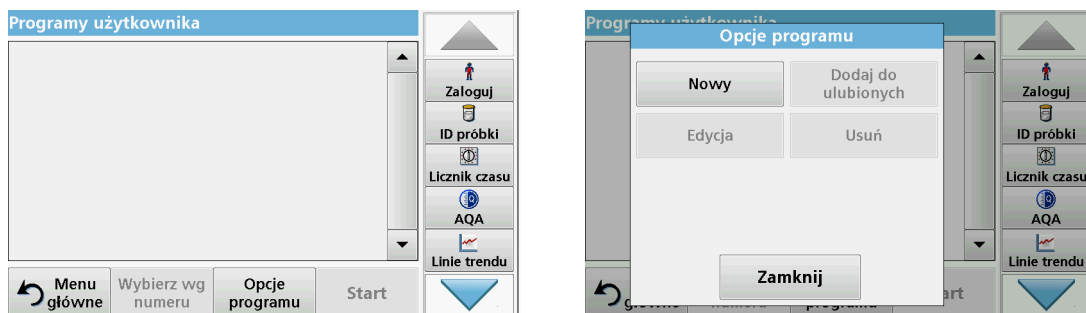 Programy użytkownika
Zaloguj
ID próbki
Licznik czasu
AQA
Linie trendu
Menu
główne
Wybierz wg
numeru
Opcje
programu
Start
Opcje programu
Nowy
Dodaj do
ulubionych
Edycja
Usuń
Zamknij
Zaloguj
ID próbki
Licznik czasu
AQA
Linie trendu